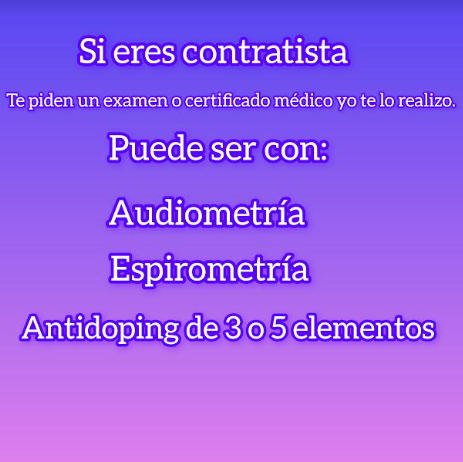 Si eres contratista
Te piden un examen o certificado médico yo te lo realizo.
Puede ser con:
Audiometría
Espirometría
Antidoping de 3 o 5 elementos